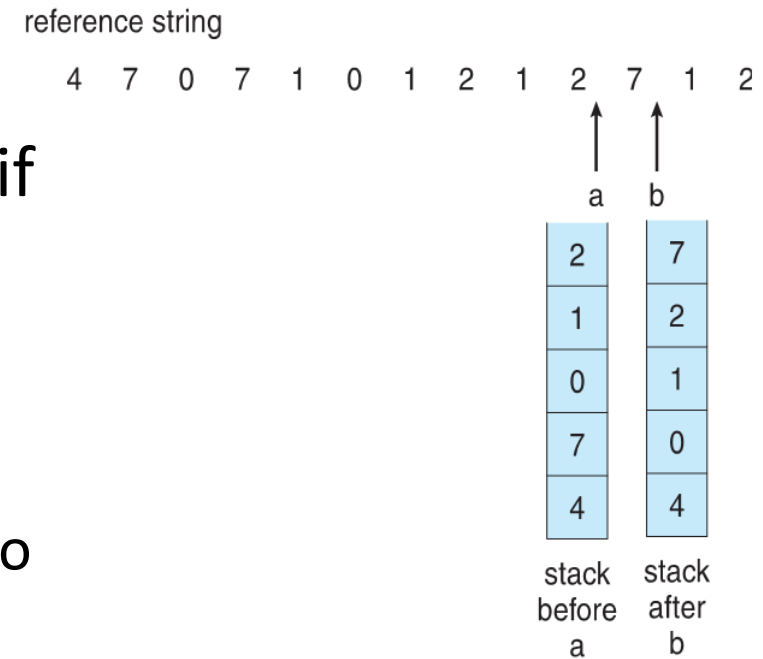 reference string
4 7 0 7 1 0 1 2 1 2 7 1 2
if
a b
2 7
1 2
0 1
7 0
4 4
o
stack stack
before after
a b